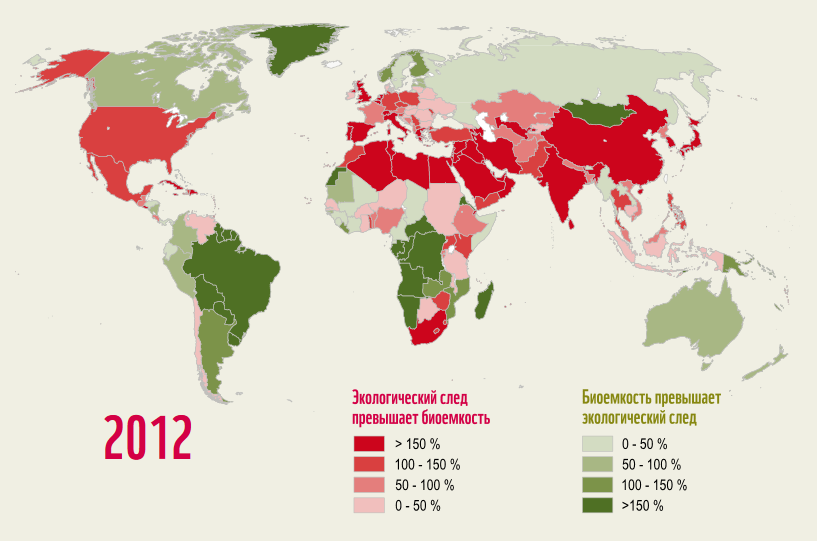 2012
Экологический след
превышает биоемкость
> 150 %
100 - 150 %
50 - 100 %
0 - 50 %
Биоемкость превышает
экологический след
0 - 50 %
50 - 100 %
100 - 150 %
>150 %